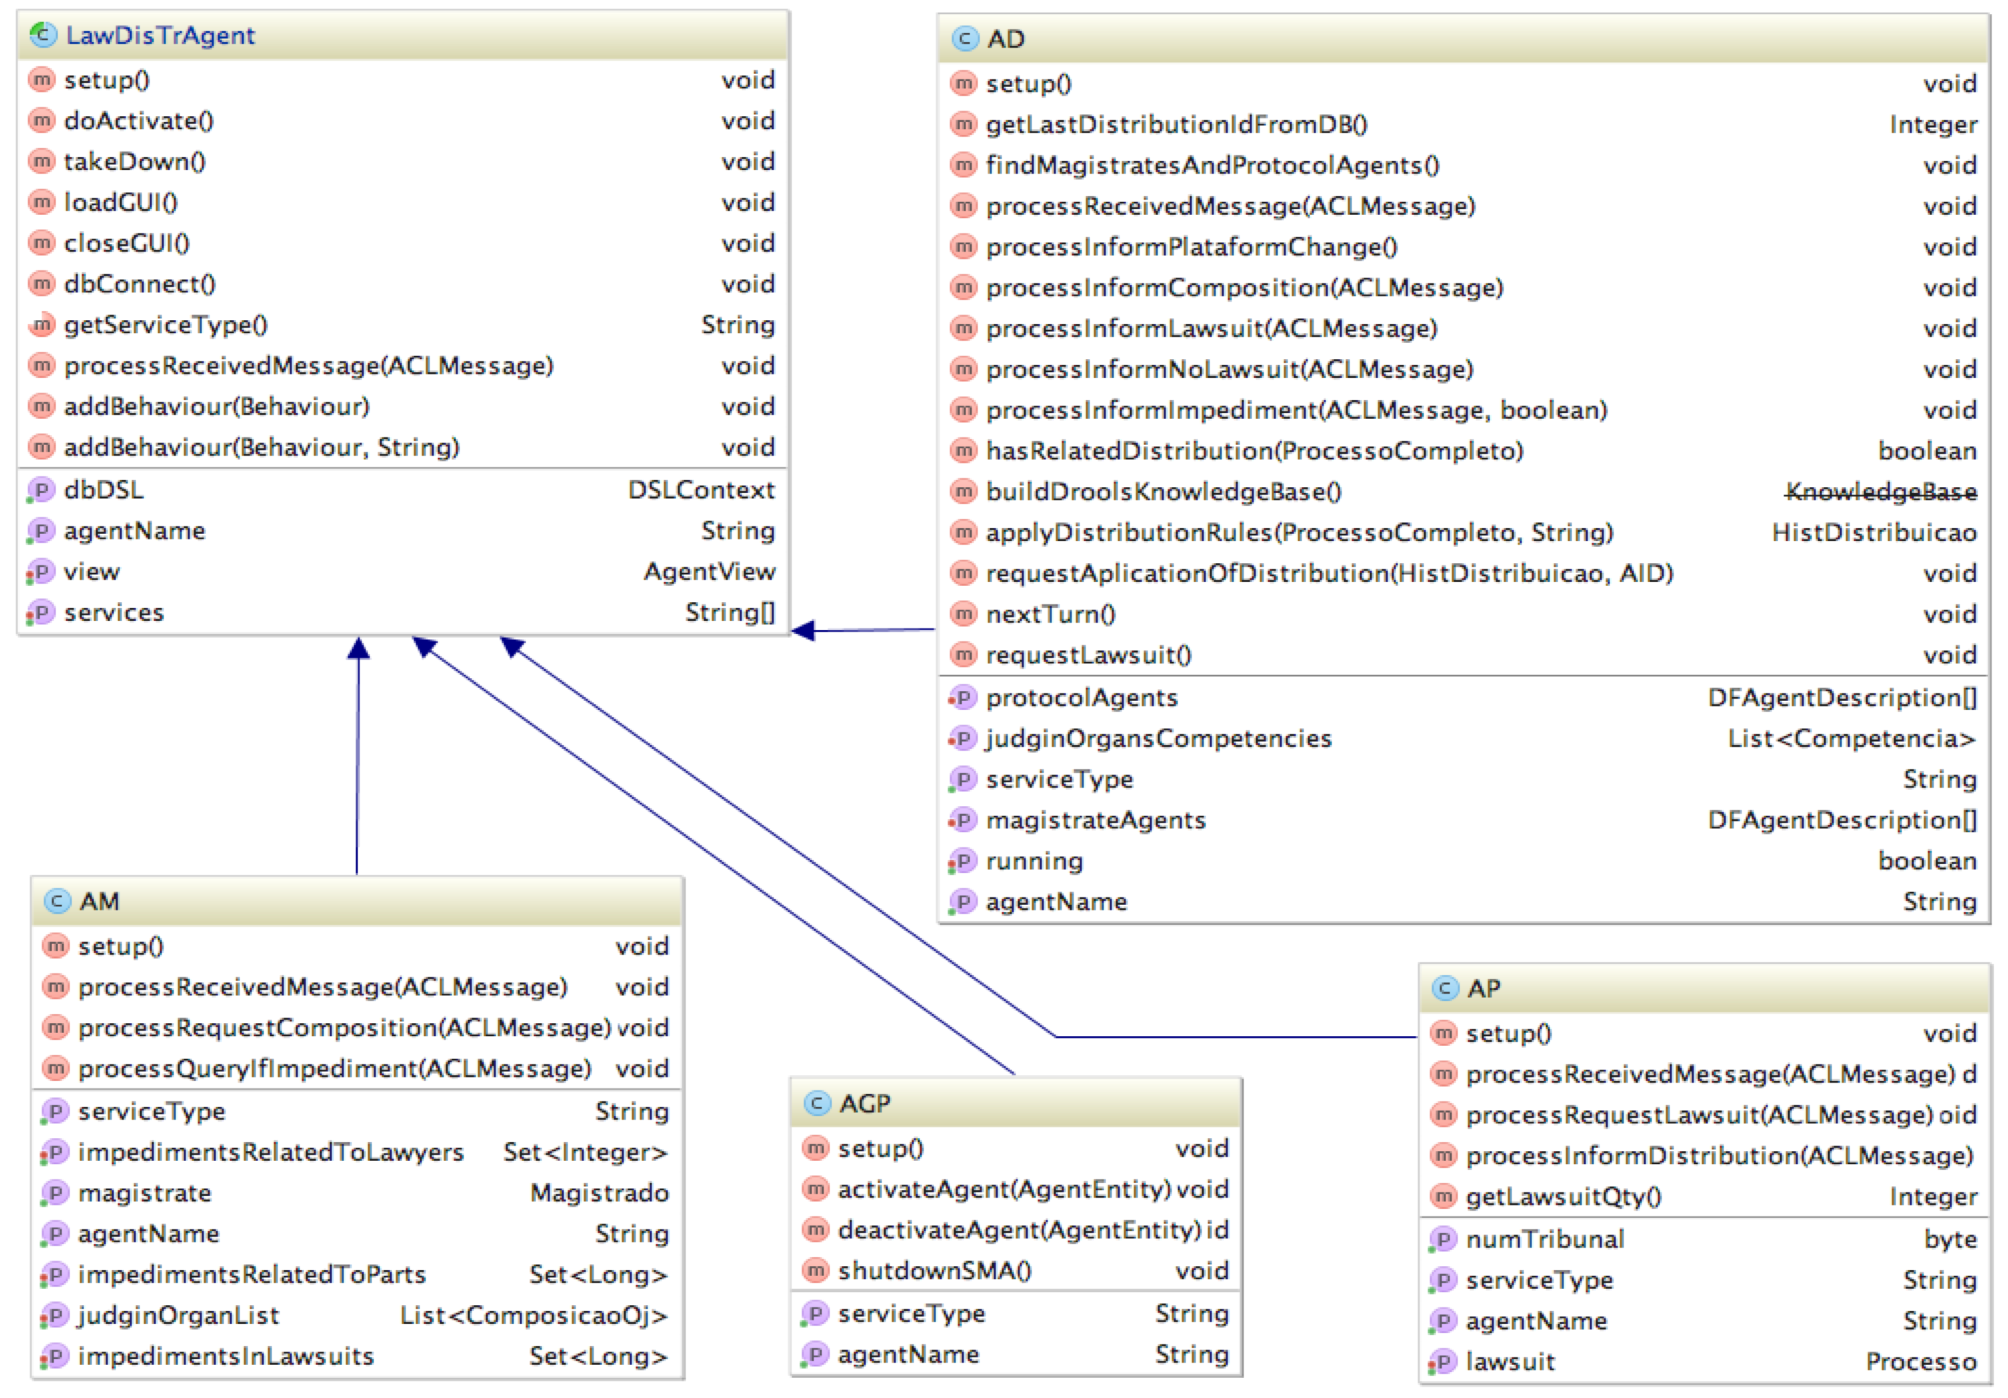 LawDisTrAgent
setup() void
doActivate() void
takeDown() void
loadGUI() void
closeGUI() void
dbConnect() void
getServiceType() String
processReceivedMessage(ACLMessage) void
addBehaviour(Behaviour) void
addBehaviour(Behaviour, String) void
dbDSL DSLContext
agentName String
view AgentView
services String[]
AD
setup() void
getLastDistributionIdFromDB() Integer
findMagistratesAndProtocolAgents() void
processReceivedMessage(ACLMessage) void
processInformPlataformChange() void
processInformComposition(ACLMessage) void
processInformLawsuit(ACLMessage) void
processInformNoLawsuit(ACLMessage) void
processInformImpediment(ACLMessage, boolean) void
hasRelatedDistribution(ProcessoCompleto) boolean
buildDroolsKnowledgeBase() KnowledgeBase
applyDistributionRules(ProcessoCompleto, String) HistDistribuicao
requestAplicationOfDistribution(HistDistribuicao, AID) void
nextTurn() void
requestLawsuit() void
protocolAgents DFAgentDescription[]
judginOrgansCompetencies List<Competencia>
serviceType String
magistrateAgents DFAgentDescription[]
running boolean
agentName String
AM
setup() void
processReceivedMessage(ACLMessage) void
processRequestComposition(ACLMessage) void
processQueryIfImpediment(ACLMessage) void
serviceType String
impedimentsRelatedToLawyers Set<Integer>
magistrate Magistrado
agentName String
impedimentsRelatedToParts Set<Long>
judginOrganList List<ComposicaoOj>
impedimentsInLawsuits Set<Long>
AGP
setup() void
activateAgent(AgentEntity) void
deactivateAgent(AgentEntity) id
shutdownSMA() void
serviceType String
agentName String
AP
setup() void
processReceivedMessage(ACLMessage) d
processRequestLawsuit(ACLMessage) oid
processInformDistribution(ACLMessage)
getLawsuitQty() Integer
numTribunal byte
serviceType String
agentName String
lawsuit Processo